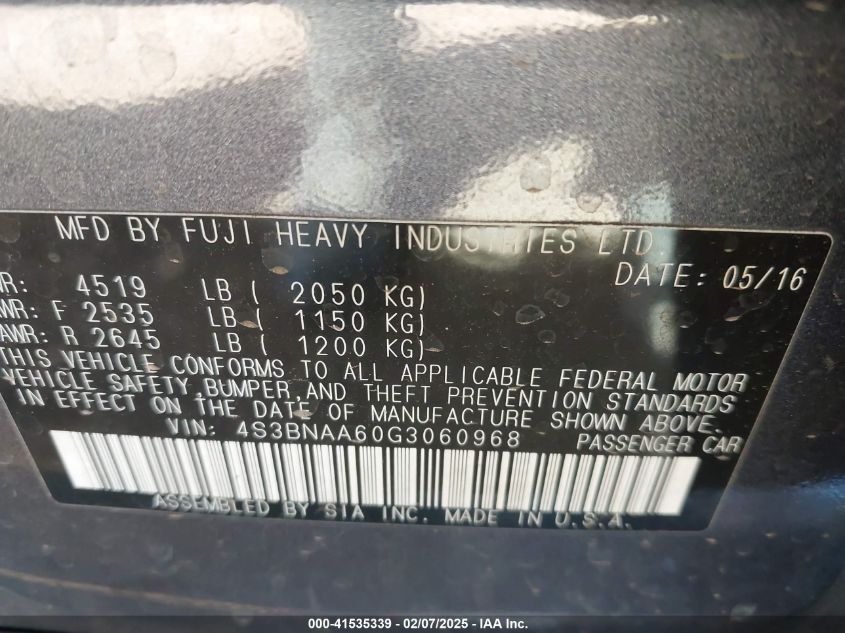 MFD BY FUJI HEAVY INDUSTRIES LTD.
DATE: 05/16
WR: 4519 LB ( 2050 KG)
AWR: F 2535 LB ( 1150 KG)
AWR: R 2645 LB ( 1200 KG)
THIS VEHICLE CONFORMS TO ALL APPLICABLE FEDERAL MOTOR
VEHICLE SAFETY BUMPER AND THEFT PREVENTION STANDARDS
IN EFFECT ON THE DATE OF MANUFACTURE SHOWN ABOVE.
VIN: 4S3BNAA60G3060968 PASSENGER CAR
ASSEMBLED BY SIA INC. MADE IN U.S.A.
000-41535339 - 02/07/2025 - IAA Inc.